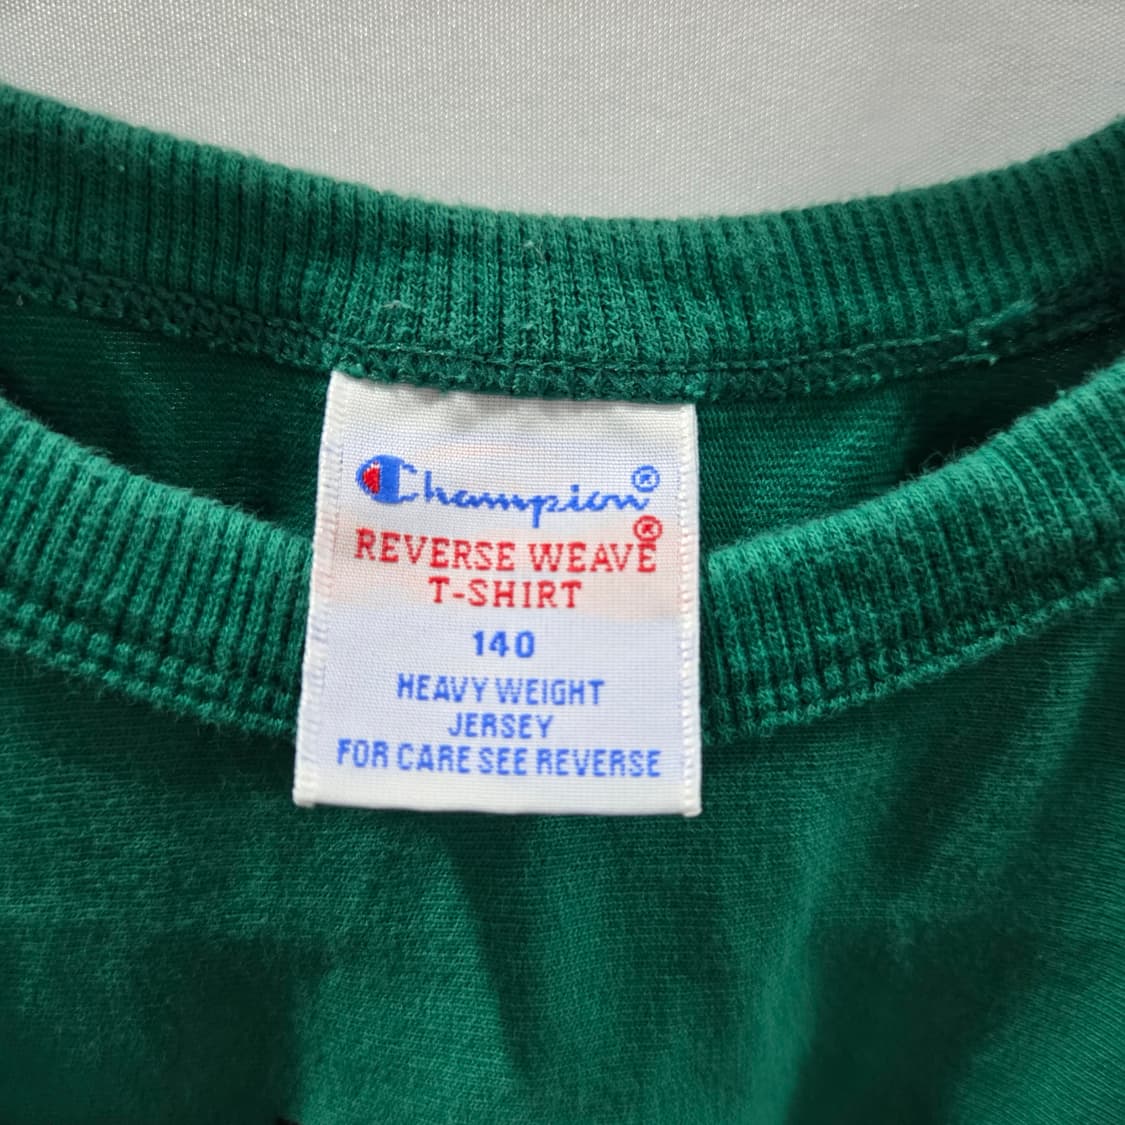 Champion®
REVERSE WEAVE®
T-SHIRT
140
HEAVY WEIGHT
JERSEY
FOR CARE SEE REVERSE